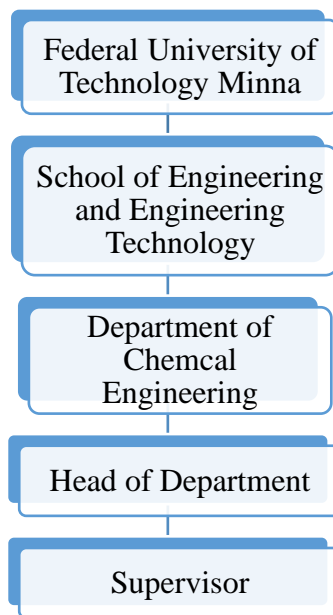 Federal University of
Technology Minna
School of Engineering
and Engineering
Technology
Department of
Chemcal
Engineering
Head of Department
Supervisor